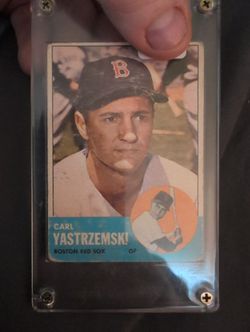 B
CARL
YASTRZEMSKI
BOSTON RED SOX OF